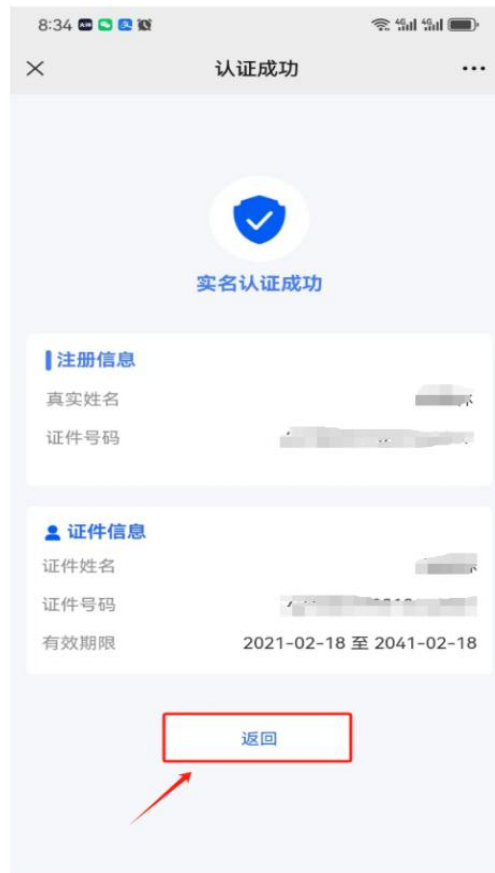 8:34
认证成功
实名认证成功
注册信息
真实姓名
证件号码
证件信息
证件姓名
证件号码
有效期限 2021-02-18 至 2041-02-18
返回